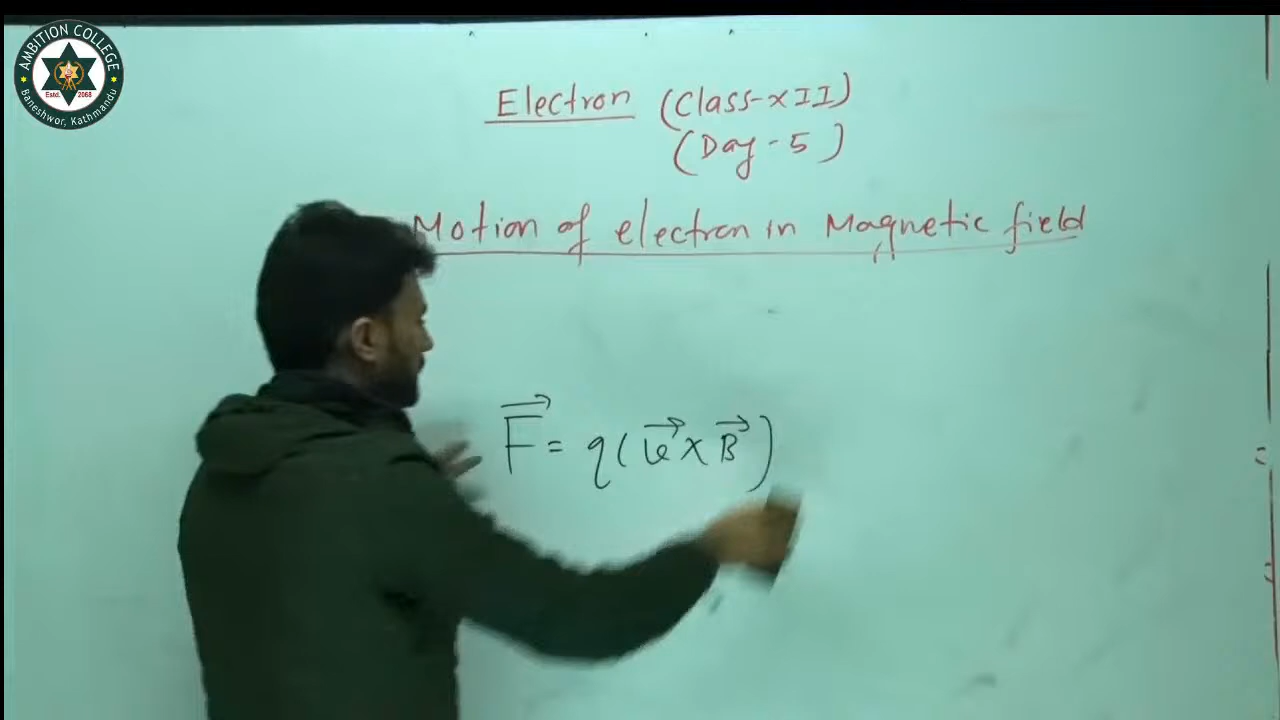 AMBITION COLLEGE
Estd. 2068
Baneshwor, Kathmandu
Electron (Class-XII)
(Day-5)
Motion of electron in Magnetic field
F⃗ = q(v⃗ × B⃗)